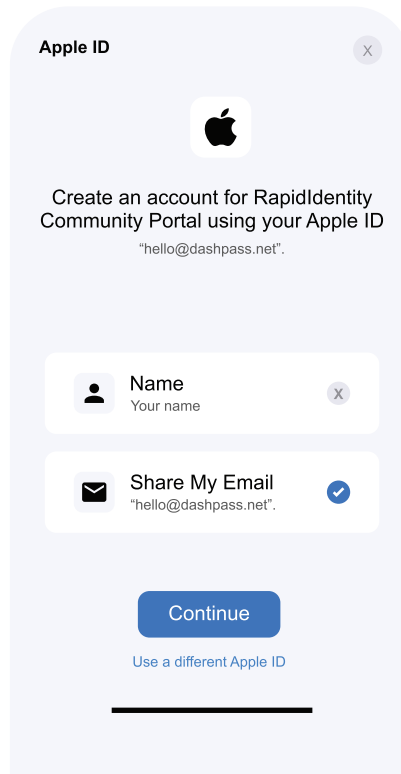 Apple ID
X
Create an account for RapidIdentity
Community Portal using your Apple ID
“hello@dashpass.net”.
Name
Your name
X
Share My Email
“hello@dashpass.net”.
Continue
Use a different Apple ID